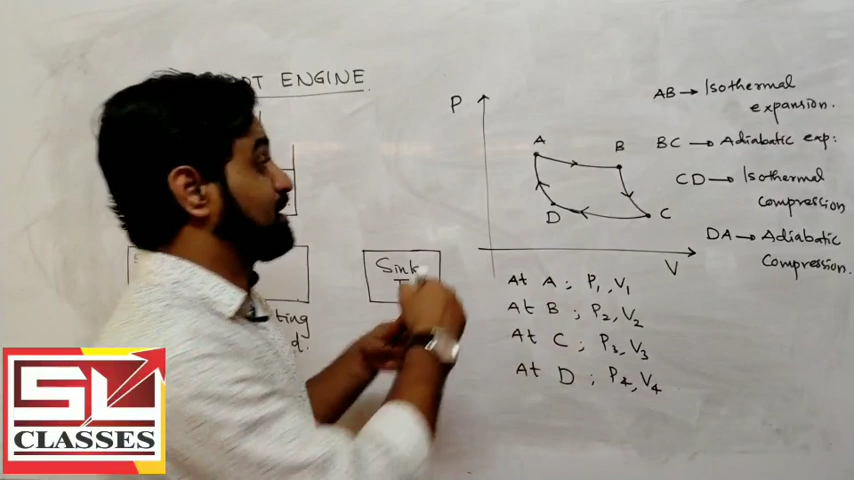 ENGINE
P
A
B
C
D
V
AB → Isothermal
expansion.
BC → Adiabatic exp:
CD → Isothermal
compression
DA → Adiabatic
Compression.
Sink
At A ; P₁, V₁
At B ; P₂, V₂
At C ; P₃, V₃
At D ; P₄, V₄
SL
CLASSES